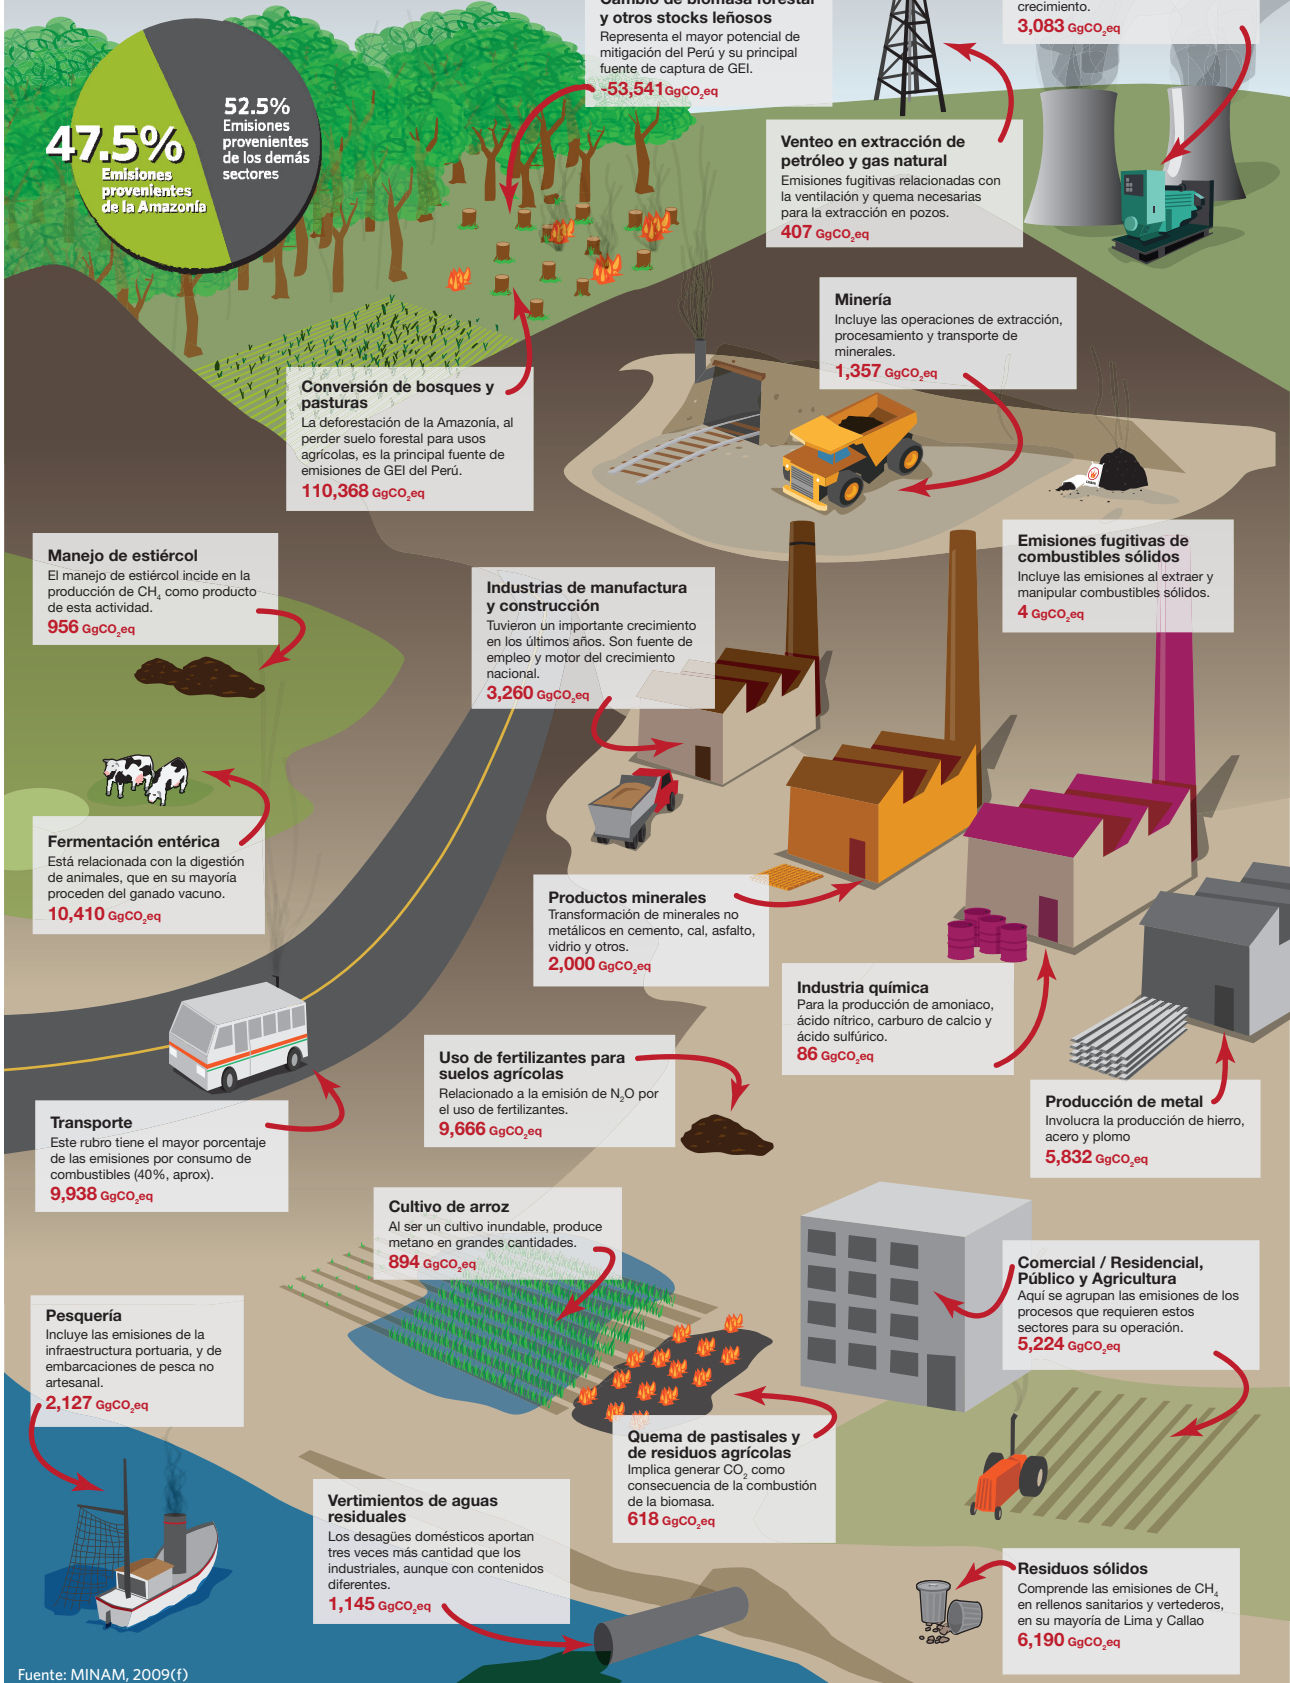 47.5%
Emisiones
provenientes
de la Amazonía
52.5%
Emisiones
provenientes
de los demás
sectores
Cambio de biomasa forestal
y otros stocks leñosos
Representa el mayor potencial de
mitigación del Perú y su principal
fuente de captura de GEI.
-53,541 GgCO₂eq
crecimiento.
3,083 GgCO₂eq
Venteo en extracción de
petróleo y gas natural
Emisiones fugitivas relacionadas con
la ventilación y quema necesarias
para la extracción en pozos.
407 GgCO₂eq
Minería
Incluye las operaciones de extracción,
procesamiento y transporte de
minerales.
1,357 GgCO₂eq
Conversión de bosques y
pasturas
La deforestación de la Amazonía, al
perder suelo forestal para usos
agrícolas, es la principal fuente de
emisiones de GEI del Perú.
110,368 GgCO₂eq
Manejo de estiércol
El manejo de estiércol incide en la
producción de CH₄ como producto
de esta actividad.
956 GgCO₂eq
Industrias de manufactura
y construcción
Tuvieron un importante crecimiento
en los últimos años. Son fuente de
empleo y motor del crecimiento
nacional.
3,260 GgCO₂eq
Emisiones fugitivas de
combustibles sólidos
Incluye las emisiones al extraer y
manipular combustibles sólidos.
4 GgCO₂eq
Fermentación entérica
Está relacionada con la digestión
de animales, que en su mayoría
proceden del ganado vacuno.
10,410 GgCO₂eq
Productos minerales
Transformación de minerales no
metálicos en cemento, cal, asfalto,
vidrio y otros.
2,000 GgCO₂eq
Industria química
Para la producción de amoniaco,
ácido nítrico, carburo de calcio y
ácido sulfúrico.
86 GgCO₂eq
Uso de fertilizantes para
suelos agrícolas
Relacionado a la emisión de N₂O por
el uso de fertilizantes.
9,666 GgCO₂eq
Producción de metal
Involucra la producción de hierro,
acero y plomo
5,832 GgCO₂eq
Transporte
Este rubro tiene el mayor porcentaje
de las emisiones por consumo de
combustibles (40%, aprox).
9,938 GgCO₂eq
Cultivo de arroz
Al ser un cultivo inundable, produce
metano en grandes cantidades.
894 GgCO₂eq
Comercial / Residencial,
Público y Agricultura
Aquí se agrupan las emisiones de los
procesos que requieren estos
sectores para su operación.
5,224 GgCO₂eq
Pesquería
Incluye las emisiones de la
infraestructura portuaria, y de
embarcaciones de pesca no
artesanal.
2,127 GgCO₂eq
Quema de pastisales y
de residuos agrícolas
Implica generar CO₂ como
consecuencia de la combustión
de la biomasa.
618 GgCO₂eq
Vertimientos de aguas
residuales
Los desagües domésticos aportan
tres veces más cantidad que los
industriales, aunque con contenidos
diferentes.
1,145 GgCO₂eq
Residuos sólidos
Comprende las emisiones de CH₄
en rellenos sanitarios y vertederos,
en su mayoría de Lima y Callao
6,190 GgCO₂eq
Fuente: MINAM, 2009(f)